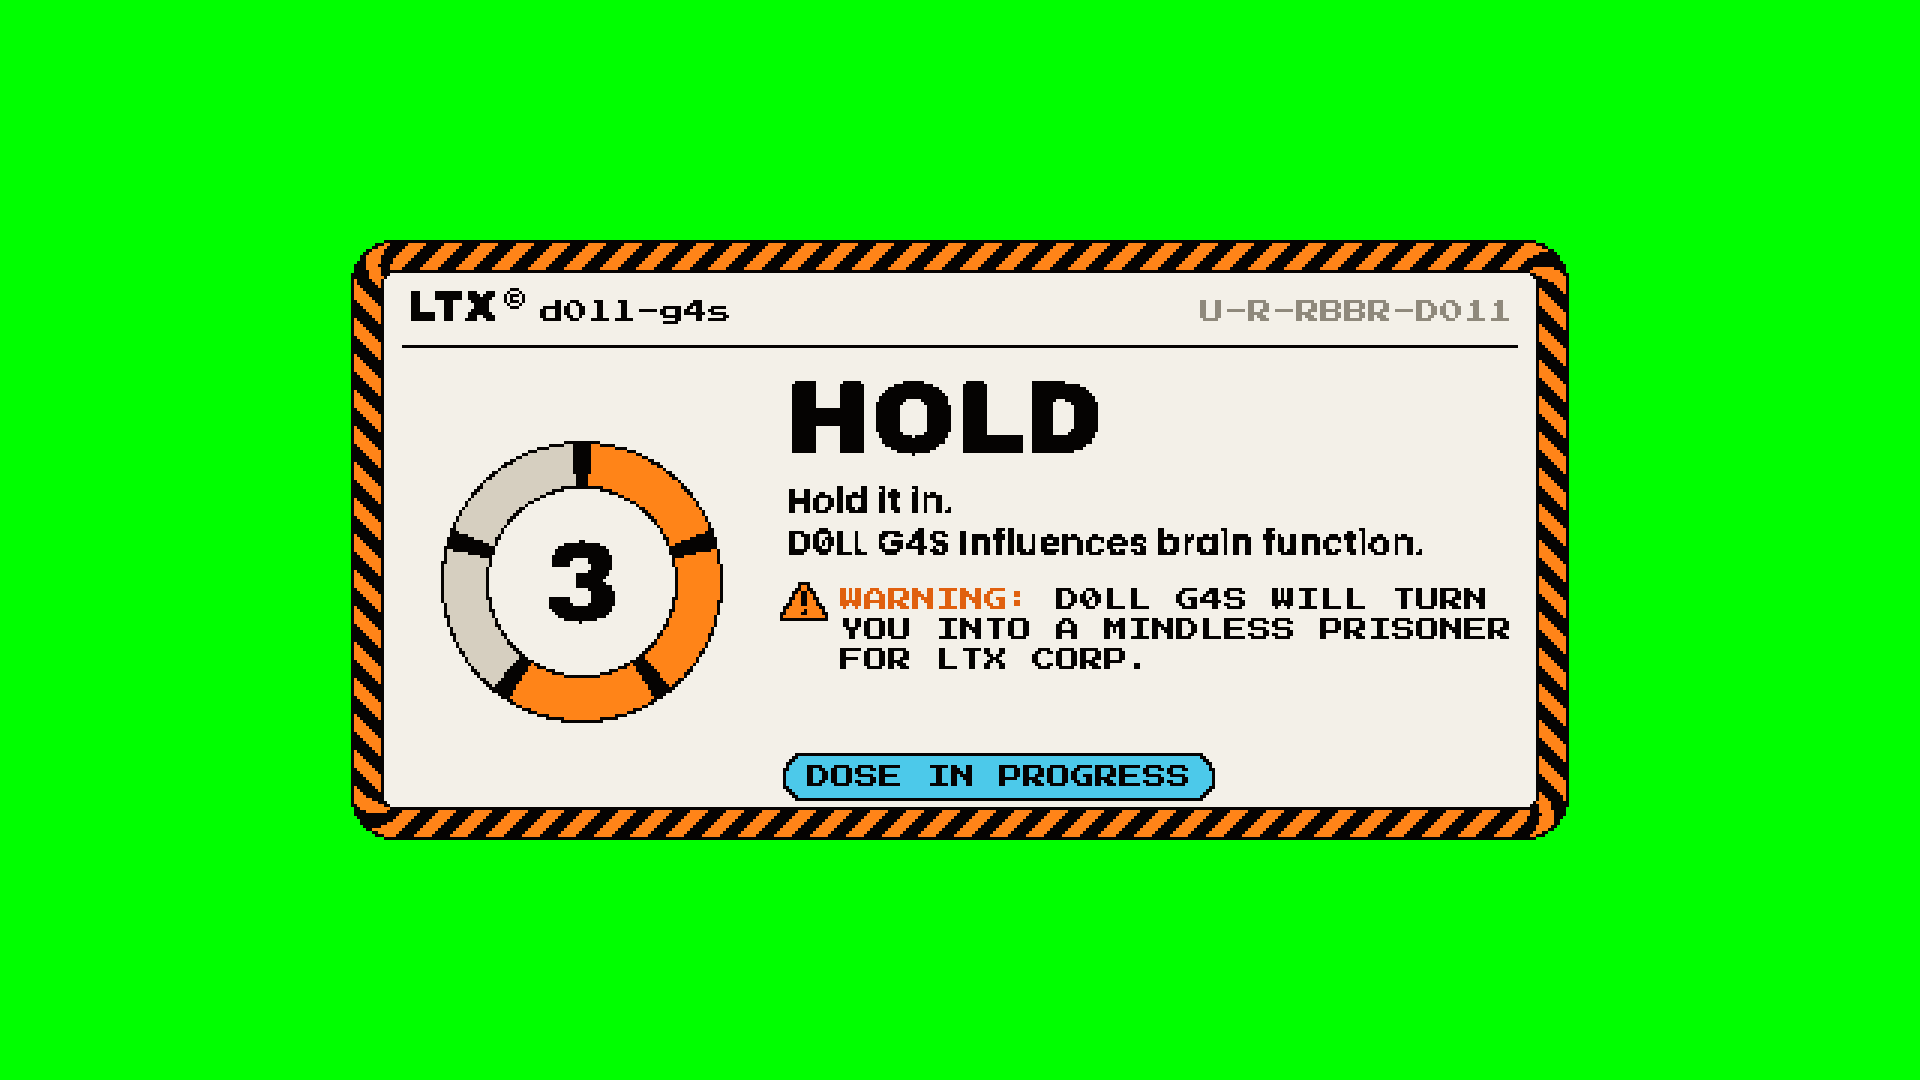 LTX© d0ll-g4s
U-R-RBBR-D011
HOLD
Hold it in.
D0LL G4S influences brain function.
3
WARNING: D0LL G4S WILL TURN
YOU INTO A MINDLESS PRISONER
FOR LTX CORP.
DOSE IN PROGRESS